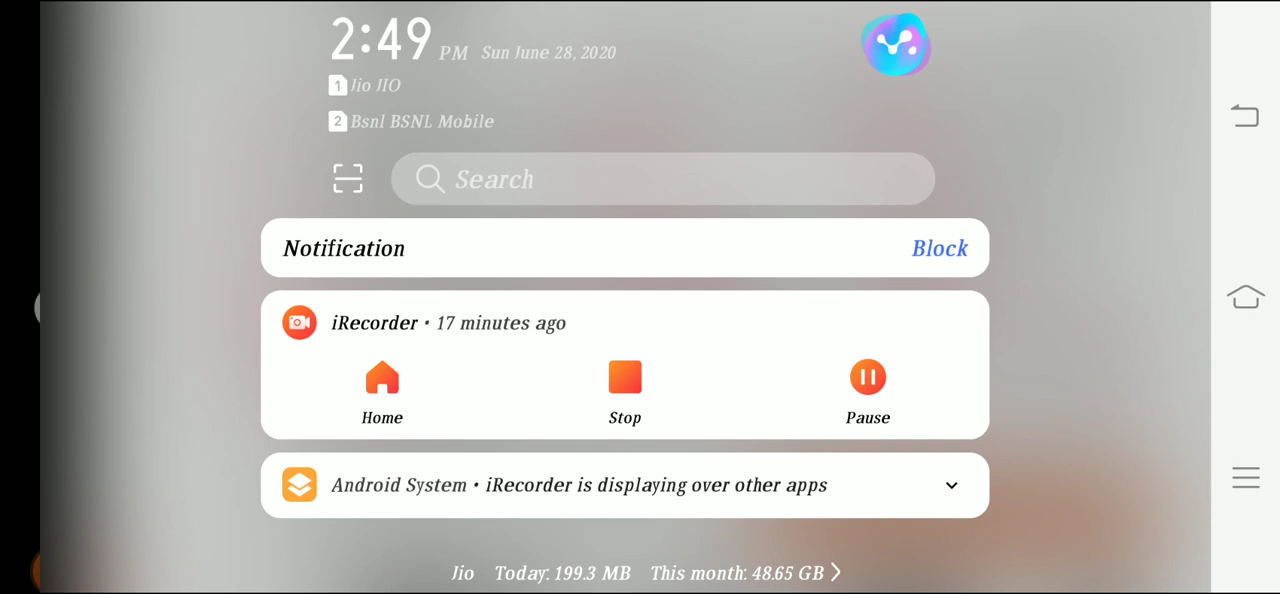 2:49 PM Sun June 28, 2020
1 Jio JIO
2 Bsnl BSNL Mobile
Search
Notification Block
iRecorder • 17 minutes ago
Home Stop Pause
Android System • iRecorder is displaying over other apps
Jio Today: 199.3 MB This month: 48.65 GB